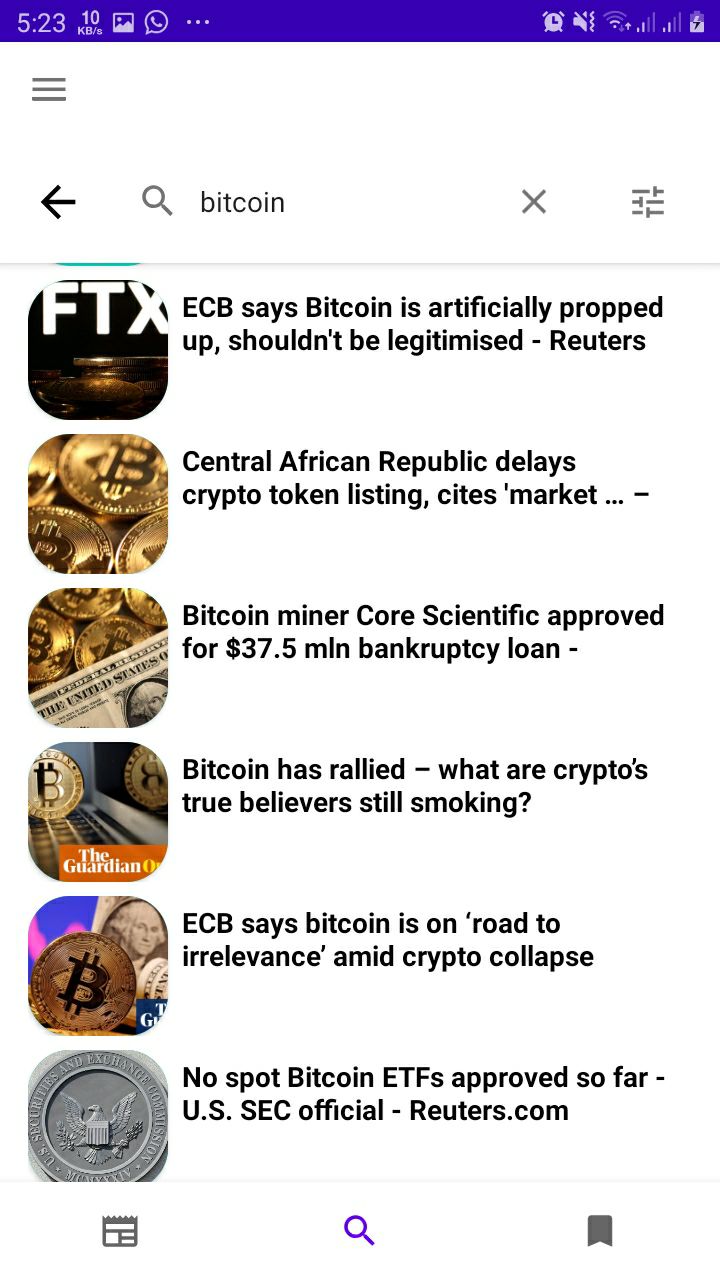 5:23 10 KB/s
bitcoin
FTX
ECB says Bitcoin is artificially propped
up, shouldn't be legitimised - Reuters
Central African Republic delays
crypto token listing, cites 'market ... –
Bitcoin miner Core Scientific approved
for $37.5 mln bankruptcy loan -
FEDERAL RESERVE
THE UNITED STATES O
Bitcoin has rallied – what are crypto’s
true believers still smoking?
The
Guardian O
ECB says bitcoin is on ‘road to
irrelevance’ amid crypto collapse
T
Gu
No spot Bitcoin ETFs approved so far -
U.S. SEC official - Reuters.com
U.S. SECURITIES AND EXCHANGE COMMISSION
MCMXXXIV